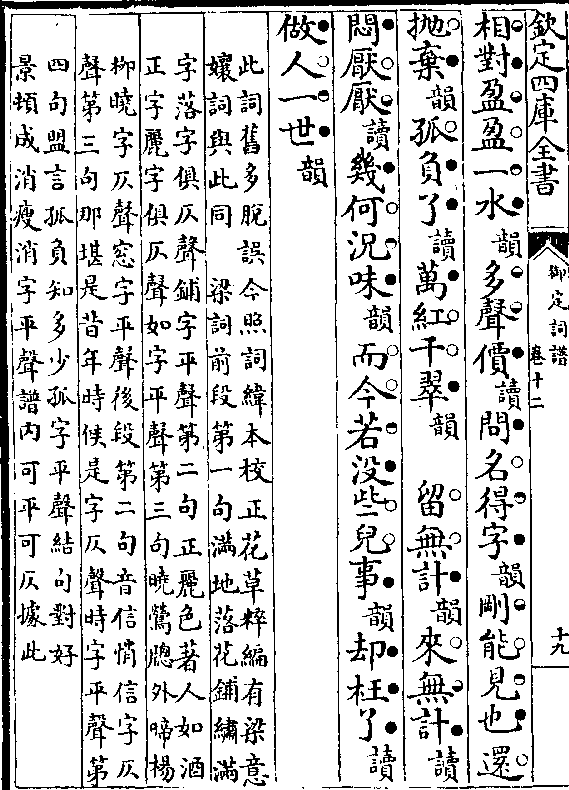 欽定四庫全書
御定詞譜
卷十二
十九
相對盈盈一水韻多聲價讀問名得字韻剛能見也還
抛棄韻孤負了讀萬紅千翠韻 留無計韻來無計讀
悶厭厭讀幾何況味韻而今若没些兒事韻却枉了讀
做人一世韻
此詞舊多脫誤今照詞緯本校正花草粹編有梁意
孃詞與此同 梁詞前段第一句滿地落花鋪繡滿
字落字俱仄聲鋪字平聲第二句正麗色著人如酒
正字麗字俱仄聲如字平聲第三句曉鶯牕外啼楊
柳曉字仄聲窓字平聲後段第二句音信悄信字仄
聲第三句那堪是昔年時候是字仄聲時字平聲第
四句盟言孤負知多少孤字平聲結句對好
景頓成消瘦消字平聲譜内可平可仄據此